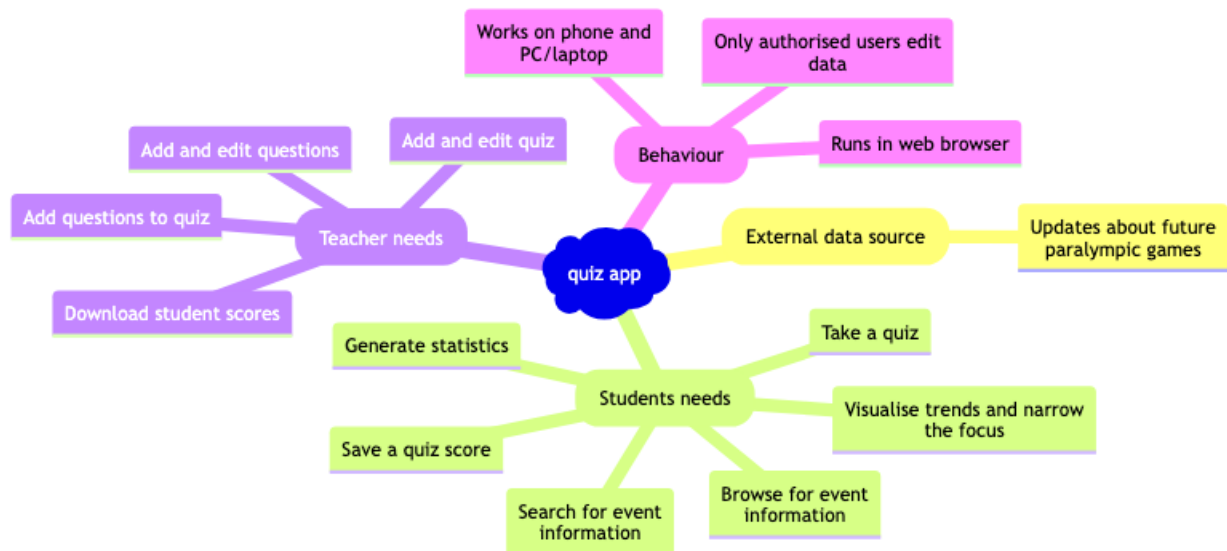 Works on phone and
PC/laptop
Only authorised users edit
data
Add and edit questions
Add and edit quiz
Behaviour
Runs in web browser
Add questions to quiz
Teacher needs
External data source
Updates about future
paralympic games
quiz app
Download student scores
Generate statistics
Take a quiz
Students needs
Visualise trends and narrow
the focus
Save a quiz score
Search for event
information
Browse for event
information